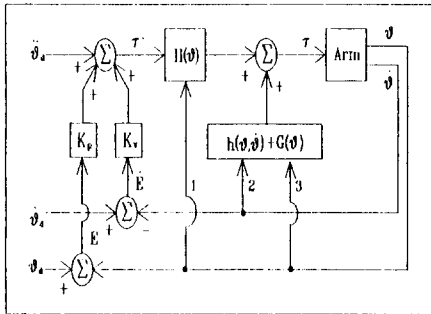 ϑ̈d + Σ τ' H(ϑ) + Σ τ Arm ϑ
+ + + ϑ̇
Kp Kv h(ϑ,ϑ̇)+G(ϑ)
Ė 1 2 3
ϑ̇d + Σ −
E
ϑd + Σ −